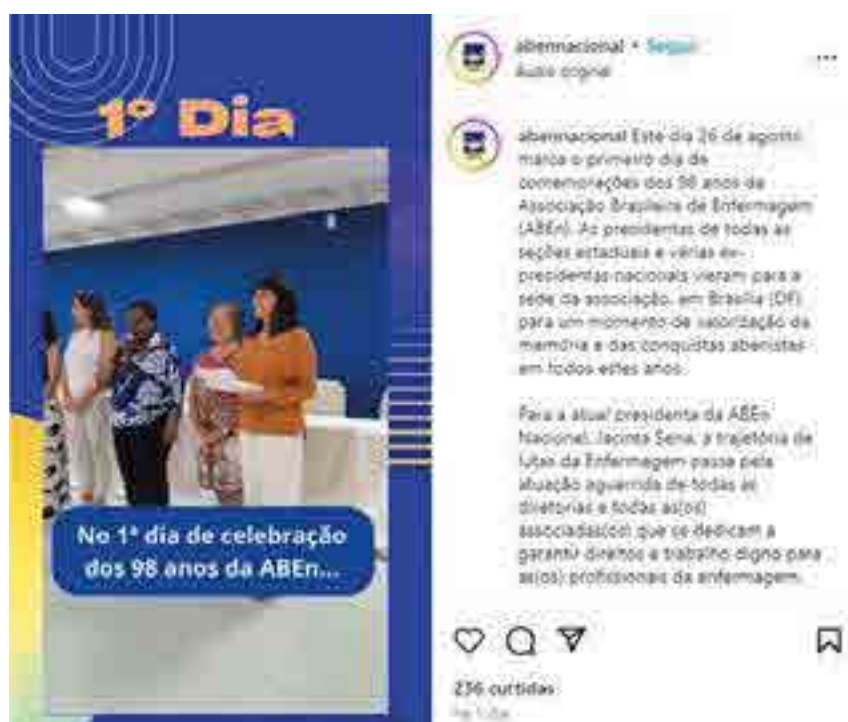 1º Dia
No 1º dia de celebração
dos 98 anos da ABEn...
abennacional • Seguir
Áudio original
abennacional Este dia 26 de agosto
marca o primeiro dia de
comemorações dos 98 anos da
Associação Brasileira de Enfermagem
(ABEn). As presidentas de todas as
seções estaduais e várias ex-
presidentas nacionais vieram para a
sede da associação, em Brasília (DF)
para um momento de valorização da
memória e das conquistas abenistas
em todos estes anos.
Para a atual presidenta da ABEn
Nacional, Jacinta Sena, a trajetória de
lutas da Enfermagem passa pela
atuação aguerrida de todas as
diretorias e todas as(os)
associadas(os) que se dedicam a
garantir direitos e trabalho digno para
as(os) profissionais da enfermagem.
236 curtidas
há 1 dia